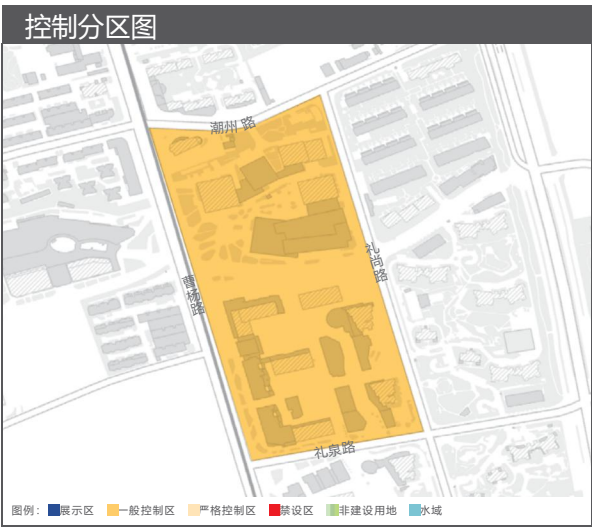 控制分区图
潮州路
礼尚路
曹杨路
礼泉路
图例： 展示区 一般控制区 严格控制区 禁设区 非建设用地 水域